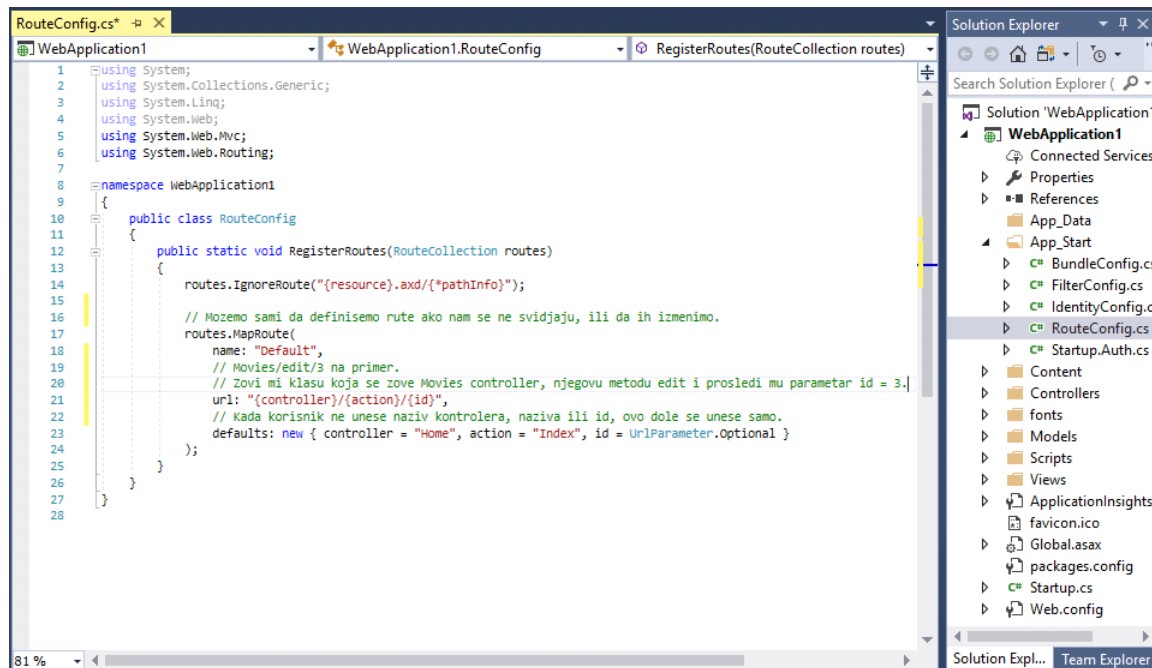 RouteConfig.cs*
WebApplication1
WebApplication1.RouteConfig
RegisterRoutes(RouteCollection routes)
1 using System;
2 using System.Collections.Generic;
3 using System.Linq;
4 using System.Web;
5 using System.Web.Mvc;
6 using System.Web.Routing;
7
8 namespace WebApplication1
9 {
10 public class RouteConfig
11 {
12 public static void RegisterRoutes(RouteCollection routes)
13 {
14 routes.IgnoreRoute("{resource}.axd/{*pathInfo}");
15
16 // Mozemo sami da definisemo rute ako nam se ne svidjaju, ili da ih izmenimo.
17 routes.MapRoute(
18 name: "Default",
19 // Movies/edit/3 na primer.
20 // Zovi mi klasu koja se zove Movies controller, njegovu metodu edit i prosledi mu parametar id = 3.
21 url: "{controller}/{action}/{id}",
22 // Kada korisnik ne unese naziv kontrolera, naziva ili id, ovo dole se unese samo.
23 defaults: new { controller = "Home", action = "Index", id = UrlParameter.Optional }
24 );
25 }
26 }
27 }
28
81 %
Solution Explorer
Search Solution Explorer (
Solution 'WebApplication1
WebApplication1
Connected Services
Properties
References
App_Data
App_Start
C# BundleConfig.cs
C# FilterConfig.cs
C# IdentityConfig.c
C# RouteConfig.cs
C# Startup.Auth.cs
Content
Controllers
fonts
Models
Scripts
Views
ApplicationInsights
favicon.ico
Global.asax
packages.config
C# Startup.cs
Web.config
Solution Expl...
Team Explorer